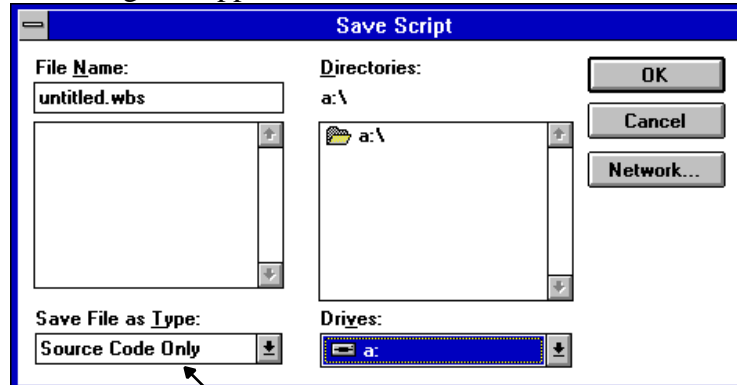 Save Script
File Name:
untitled.wbs
Directories:
a:\
a:\
OK
Cancel
Network...
Save File as Type:
Source Code Only
Drives:
a: